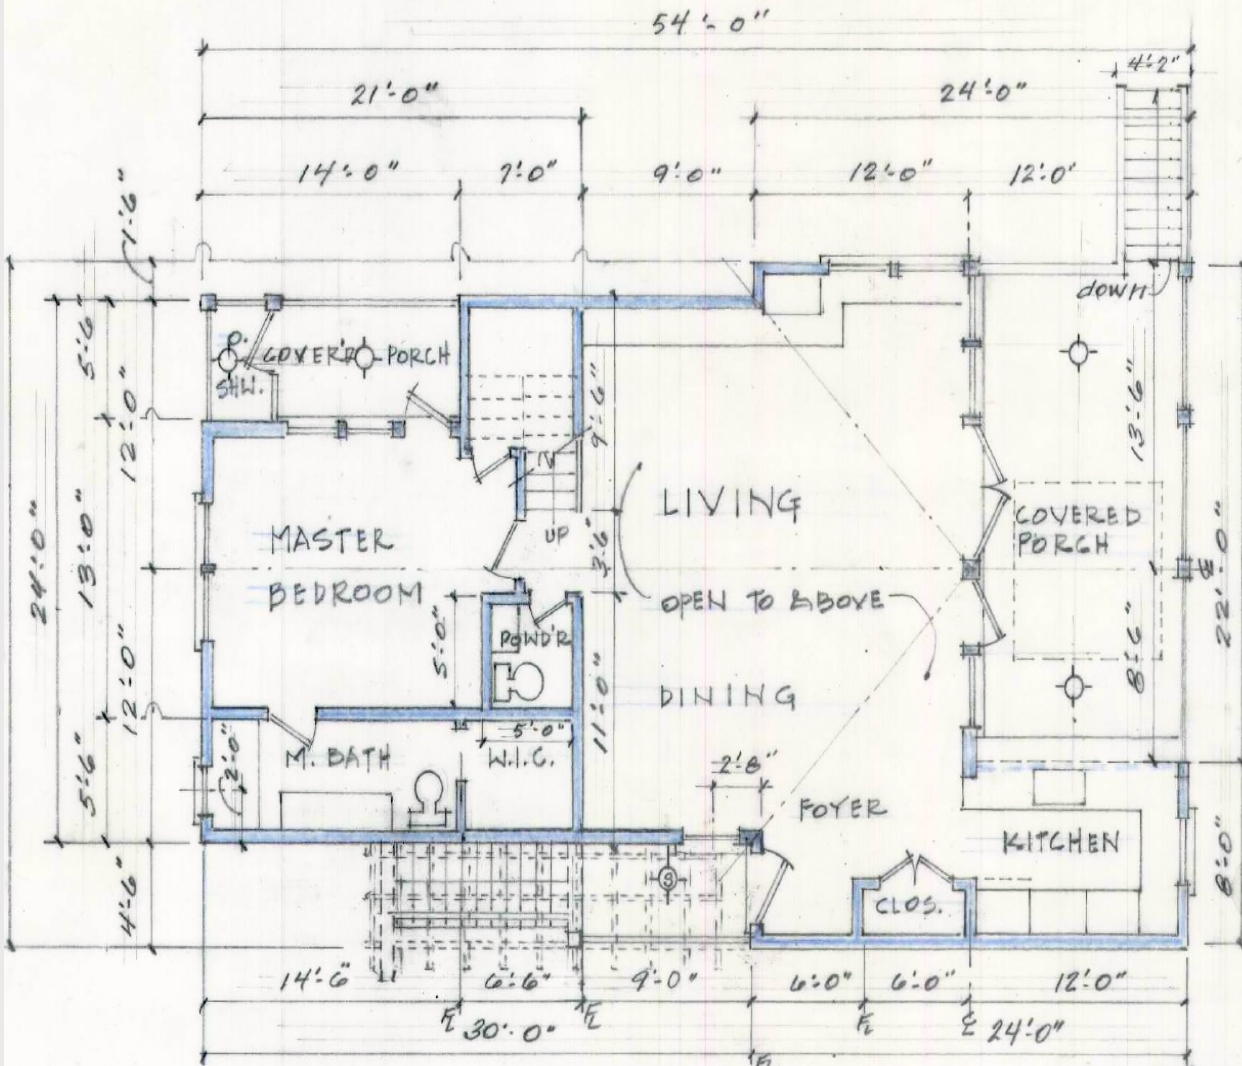 54'-0"
4'-2"
21'-0"
24'-0"
14'-0"
7'-0"
9'-0"
12'-0"
12'-0'
1'-6"
DOWN
5'-6"
O.
SHW.
COVER'D PORCH
12'-0"
9'-6"
13'-6"
UP
LIVING
COVERED
PORCH
MASTER
BEDROOM
24'-0"
13'-0"
3'-6"
22'-0"
OPEN TO ABOVE
5'-0"
POWD'R
8'-6"
12'-0"
DINING
11'-0"
5'-0"
M. BATH
W.I.C.
2'-0"
2'-8"
5'-6"
FOYER
KITCHEN
8'-0"
S
CLOS.
4'-6"
14'-6"
6'-6"
9'-0"
6'-0"
6'-0"
12'-0"
30'-0"
24'-0"